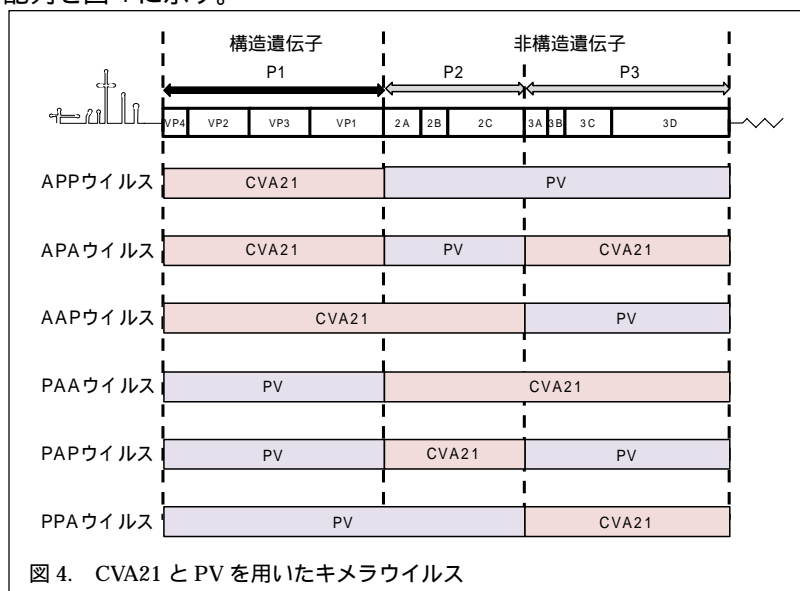 構造遺伝子 非構造遺伝子
P1 P2 P3
VP4 VP2 VP3 VP1 2A 2B 2C 3A 3B 3C 3D
APPウイルス CVA21 PV
APAウイルス CVA21 PV CVA21
AAPウイルス CVA21 PV
PAAウイルス PV CVA21
PAPウイルス PV CVA21 PV
PPAウイルス PV CVA21
図 4. CVA21 と PV を用いたキメラウイルス